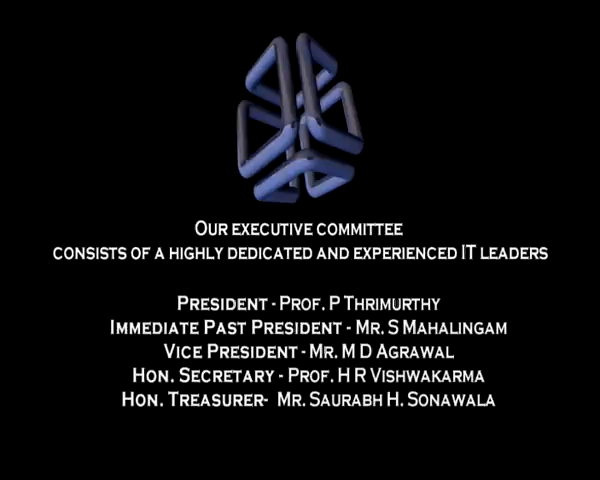 OUR EXECUTIVE COMMITTEE
CONSISTS OF A HIGHLY DEDICATED AND EXPERIENCED IT LEADERS
PRESIDENT - PROF. P THRIMURTHY
IMMEDIATE PAST PRESIDENT - MR. S MAHALINGAM
VICE PRESIDENT - MR. M D AGRAWAL
HON. SECRETARY - PROF. H R VISHWAKARMA
HON. TREASURER- MR. SAURABH H. SONAWALA